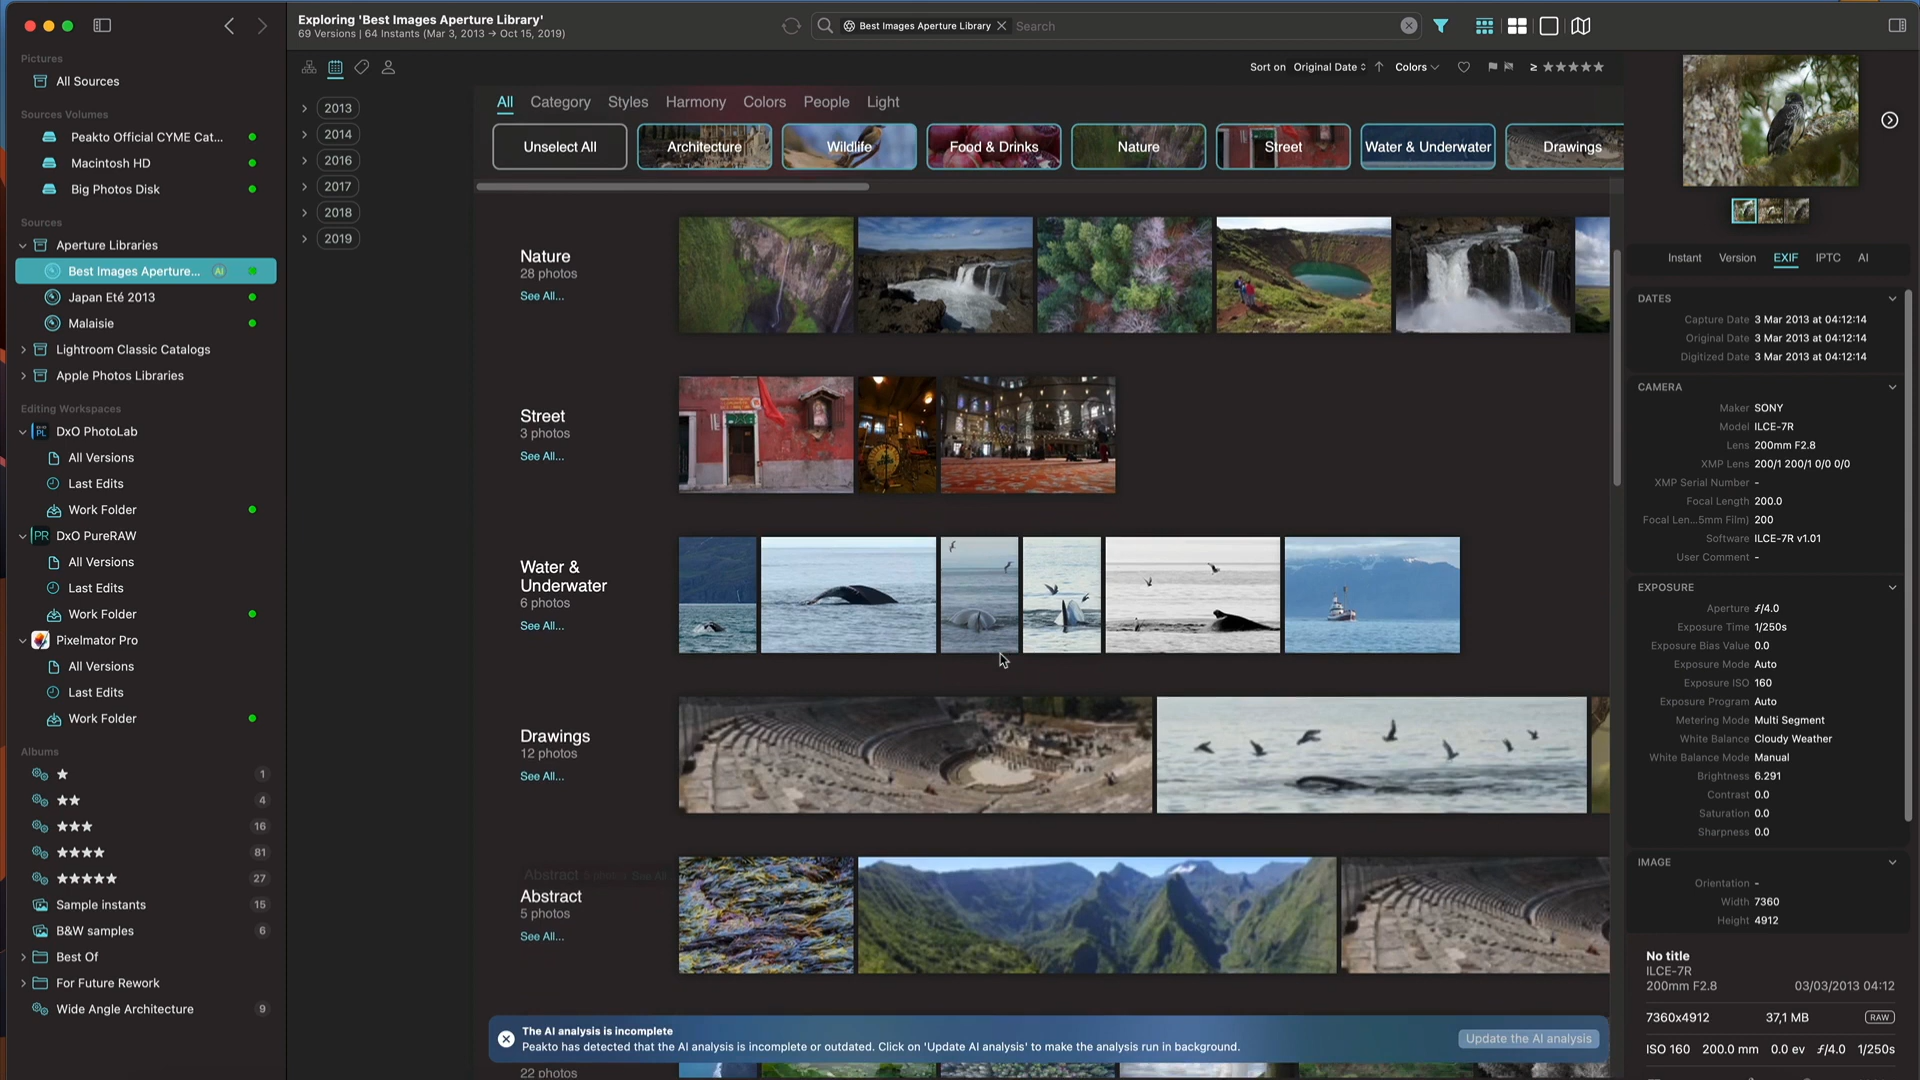 Exploring 'Best Images Aperture Library'
69 Versions | 64 Instants (Mar 3, 2013 → Oct 15, 2019)
Best Images Aperture Library
Search
Pictures
All Sources
Sources Volumes
Peakto Official CYME Cat...
Macintosh HD
Big Photos Disk
Sources
Aperture Libraries
Best Images Aperture... AI
Japan Eté 2013
Malaisie
Lightroom Classic Catalogs
Apple Photos Libraries
Editing Workspaces
PL DxO PhotoLab
All Versions
Last Edits
Work Folder
PR DxO PureRAW
All Versions
Last Edits
Work Folder
Pixelmator Pro
All Versions
Last Edits
Work Folder
Albums
★ 1
★★ 4
★★★ 16
★★★★ 81
★★★★★ 27
Sample instants 15
B&W samples 6
Best Of
For Future Rework
Wide Angle Architecture 9
2013
2014
2016
2017
2018
2019
Sort on Original Date Colors ≥ ★★★★★
All Category Styles Harmony Colors People Light
Unselect All Architecture Wildlife Food & Drinks Nature Street Water & Underwater Drawings
Nature
28 photos
See All...
Street
3 photos
See All...
Water &
Underwater
6 photos
See All...
Drawings
12 photos
See All...
Abstract 5 photos See All...
Abstract
5 photos
See All...
The AI analysis is incomplete
Peakto has detected that the AI analysis is incomplete or outdated. Click on 'Update AI analysis' to make the analysis run in background.
Update the AI analysis
22 photos
Instant Version EXIF IPTC AI
DATES
Capture Date 3 Mar 2013 at 04:12:14
Original Date 3 Mar 2013 at 04:12:14
Digitized Date 3 Mar 2013 at 04:12:14
CAMERA
Maker SONY
Model ILCE-7R
Lens 200mm F2.8
XMP Lens 200/1 200/1 0/0 0/0
XMP Serial Number -
Focal Length 200.0
Focal Len...5mm Film) 200
Software ILCE-7R v1.01
User Comment -
EXPOSURE
Aperture ƒ/4.0
Exposure Time 1/250s
Exposure Bias Value 0.0
Exposure Mode Auto
Exposure ISO 160
Exposure Program Auto
Metering Mode Multi Segment
White Balance Cloudy Weather
White Balance Mode Manual
Brightness 6.291
Contrast 0.0
Saturation 0.0
Sharpness 0.0
IMAGE
Orientation -
Width 7360
Height 4912
No title
ILCE-7R
200mm F2.8 03/03/2013 04:12
7360x4912 37,1 MB RAW
ISO 160 200.0 mm 0.0 ev ƒ/4.0 1/250s